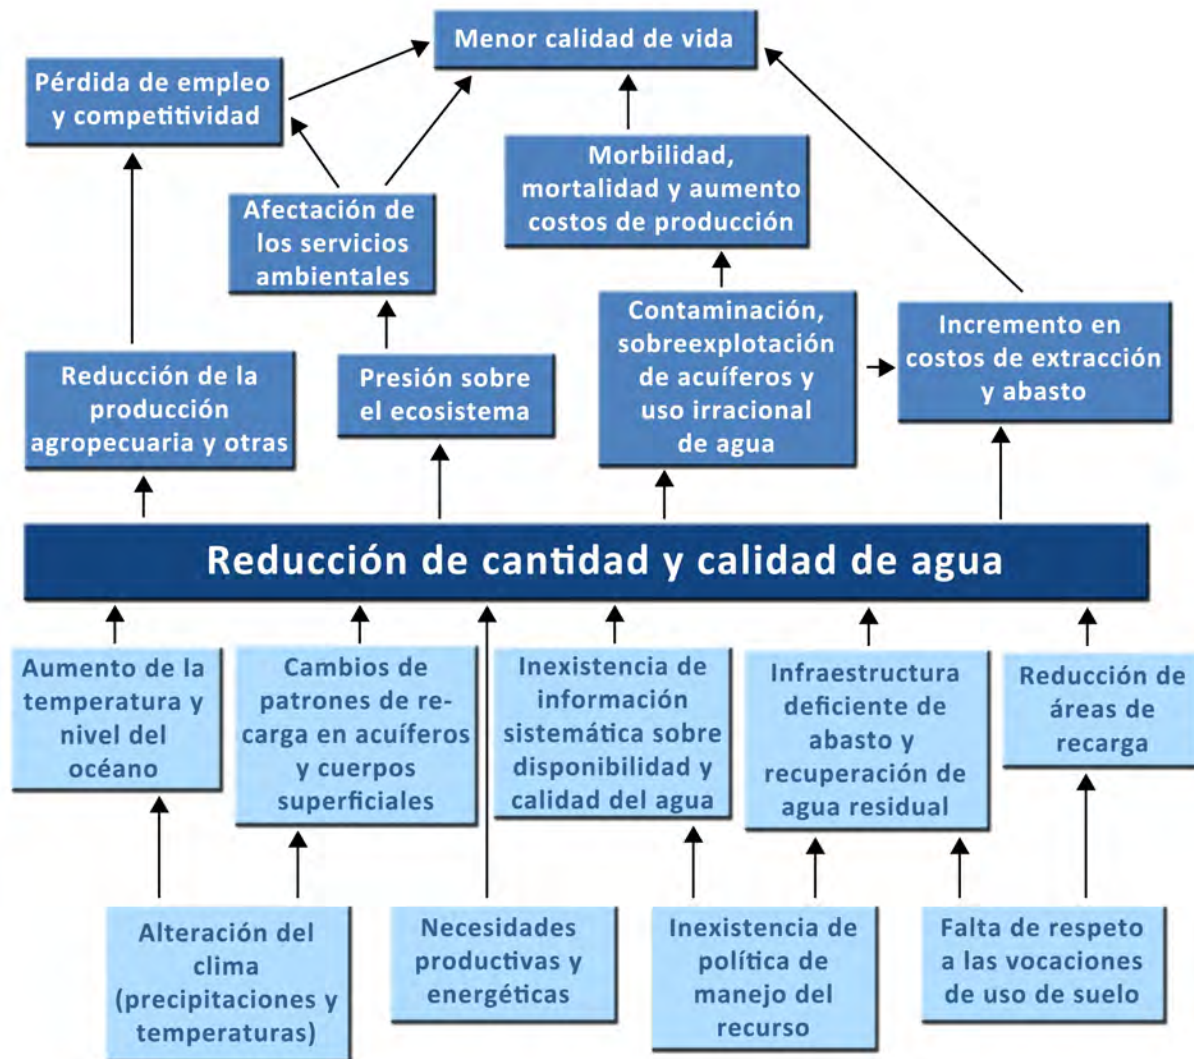 Menor calidad de vida
Pérdida de empleo
y competitividad
Morbilidad,
mortalidad y aumento
costos de producción
Afectación de
los servicios
ambientales
Contaminación,
sobreexplotación
de acuíferos y
uso irracional
de agua
Incremento en
costos de extracción
y abasto
Reducción de la
producción
agropecuaria y otras
Presión sobre
el ecosistema
Reducción de cantidad y calidad de agua
Aumento de la
temperatura y
nivel del
océano
Cambios de
patrones de re-
carga en acuíferos
y cuerpos
superficiales
Inexistencia de
información
sistemática sobre
disponibilidad y
calidad del agua
Infraestructura
deficiente de
abasto y
recuperación de
agua residual
Reducción de
áreas de
recarga
Alteración del
clima
(precipitaciones y
temperaturas)
Necesidades
productivas y
energéticas
Inexistencia de
política de
manejo del
recurso
Falta de respeto
a las vocaciones
de uso de suelo